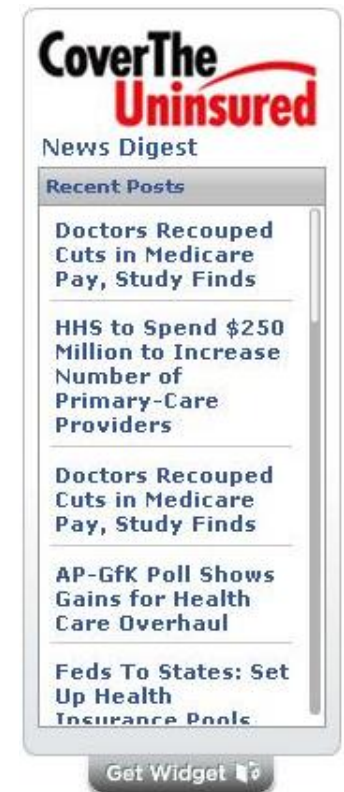 CoverThe
Uninsured
News Digest
Recent Posts
Doctors Recouped
Cuts in Medicare
Pay, Study Finds
HHS to Spend $250
Million to Increase
Number of
Primary-Care
Providers
Doctors Recouped
Cuts in Medicare
Pay, Study Finds
AP-GfK Poll Shows
Gains for Health
Care Overhaul
Feds To States: Set
Up Health
Insurance Pools
Get Widget